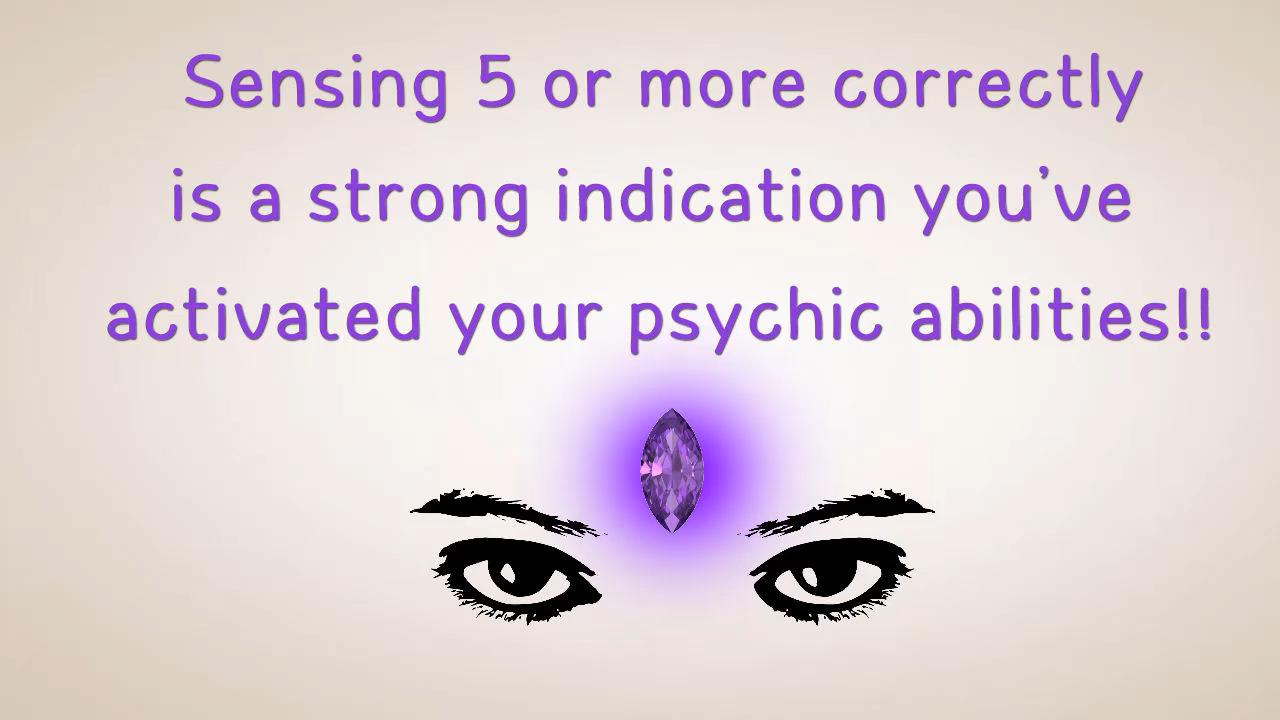 Sensing 5 or more correctly
is a strong indication you've
activated your psychic abilities!!